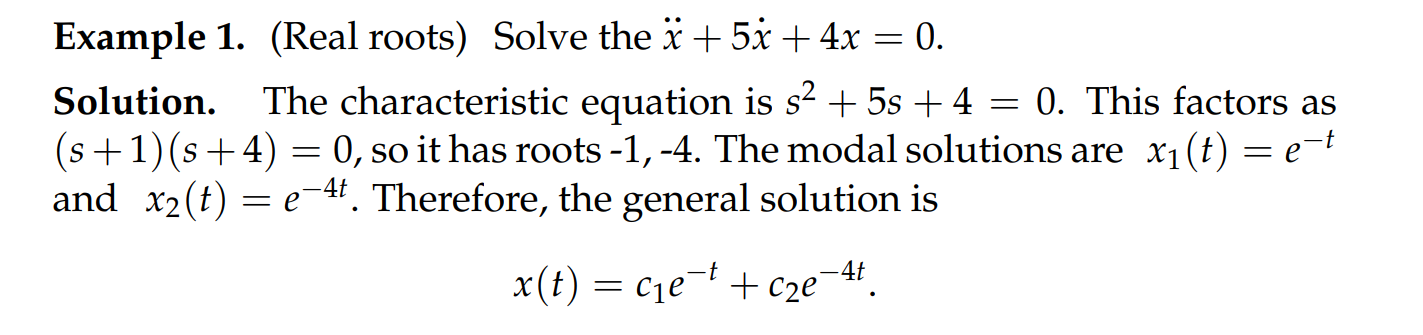 Example 1. (Real roots) Solve the ẍ + 5ẋ + 4x = 0.
Solution. The characteristic equation is s² + 5s + 4 = 0. This factors as
(s + 1)(s + 4) = 0, so it has roots -1, -4. The modal solutions are x₁(t) = e⁻ᵗ
and x₂(t) = e⁻⁴ᵗ. Therefore, the general solution is
x(t) = c₁e⁻ᵗ + c₂e⁻⁴ᵗ.